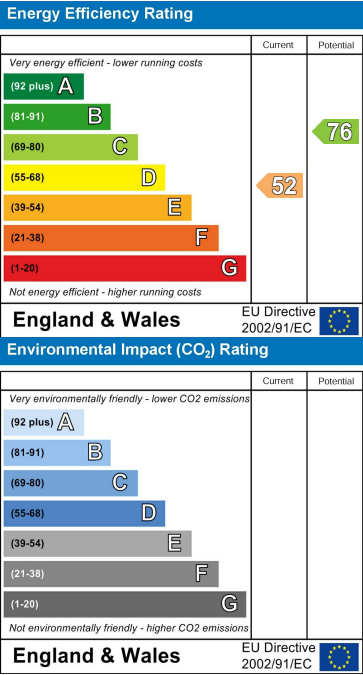 Energy Efficiency Rating
Current Potential
Very energy efficient - lower running costs
(92 plus) A
(81-91) B
(69-80) C
(55-68) D
(39-54) E
(21-38) F
(1-20) G
76
52
Not energy efficient - higher running costs
England & Wales
EU Directive
2002/91/EC
Environmental Impact (CO₂) Rating
Current Potential
Very environmentally friendly - lower CO2 emissions
(92 plus) A
(81-91) B
(69-80) C
(55-68) D
(39-54) E
(21-38) F
(1-20) G
Not environmentally friendly - higher CO2 emissions
England & Wales
EU Directive
2002/91/EC